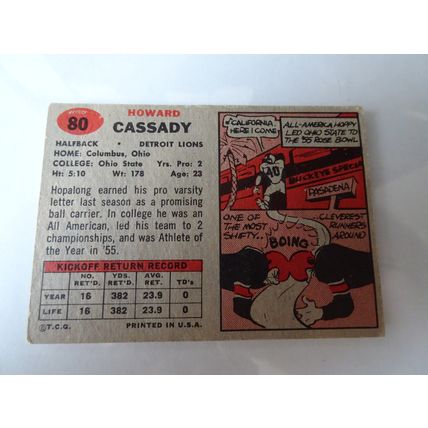 80
HOWARD
CASSADY
HALFBACK • DETROIT LIONS
HOME: Columbus, Ohio
COLLEGE: Ohio State Yrs. Pro: 2
Ht: 5:10 Wt: 178 Age: 23
Hopalong earned his pro varsity
letter last season as a promising
ball carrier. In college he was an
All American, led his team to 2
championships, and was Athlete of
the Year in '55.
KICKOFF RETURN RECORD
NO. YDS. AVG.
RET'D. RET'D. RET. TD's
YEAR 16 382 23.9 0
LIFE 16 382 23.9 0
©T.C.G. PRINTED IN U.S.A.
CALIFORNIA
HERE I COME
ALL-AMERICA HOPPY
LED OHIO STATE TO
THE '55 ROSE BOWL
40
BUCKEYE SPECIAL
PASADENA
ONE OF
THE MOST
SHIFTY..
..CLEVEREST
RUNNERS
AROUND
BOING